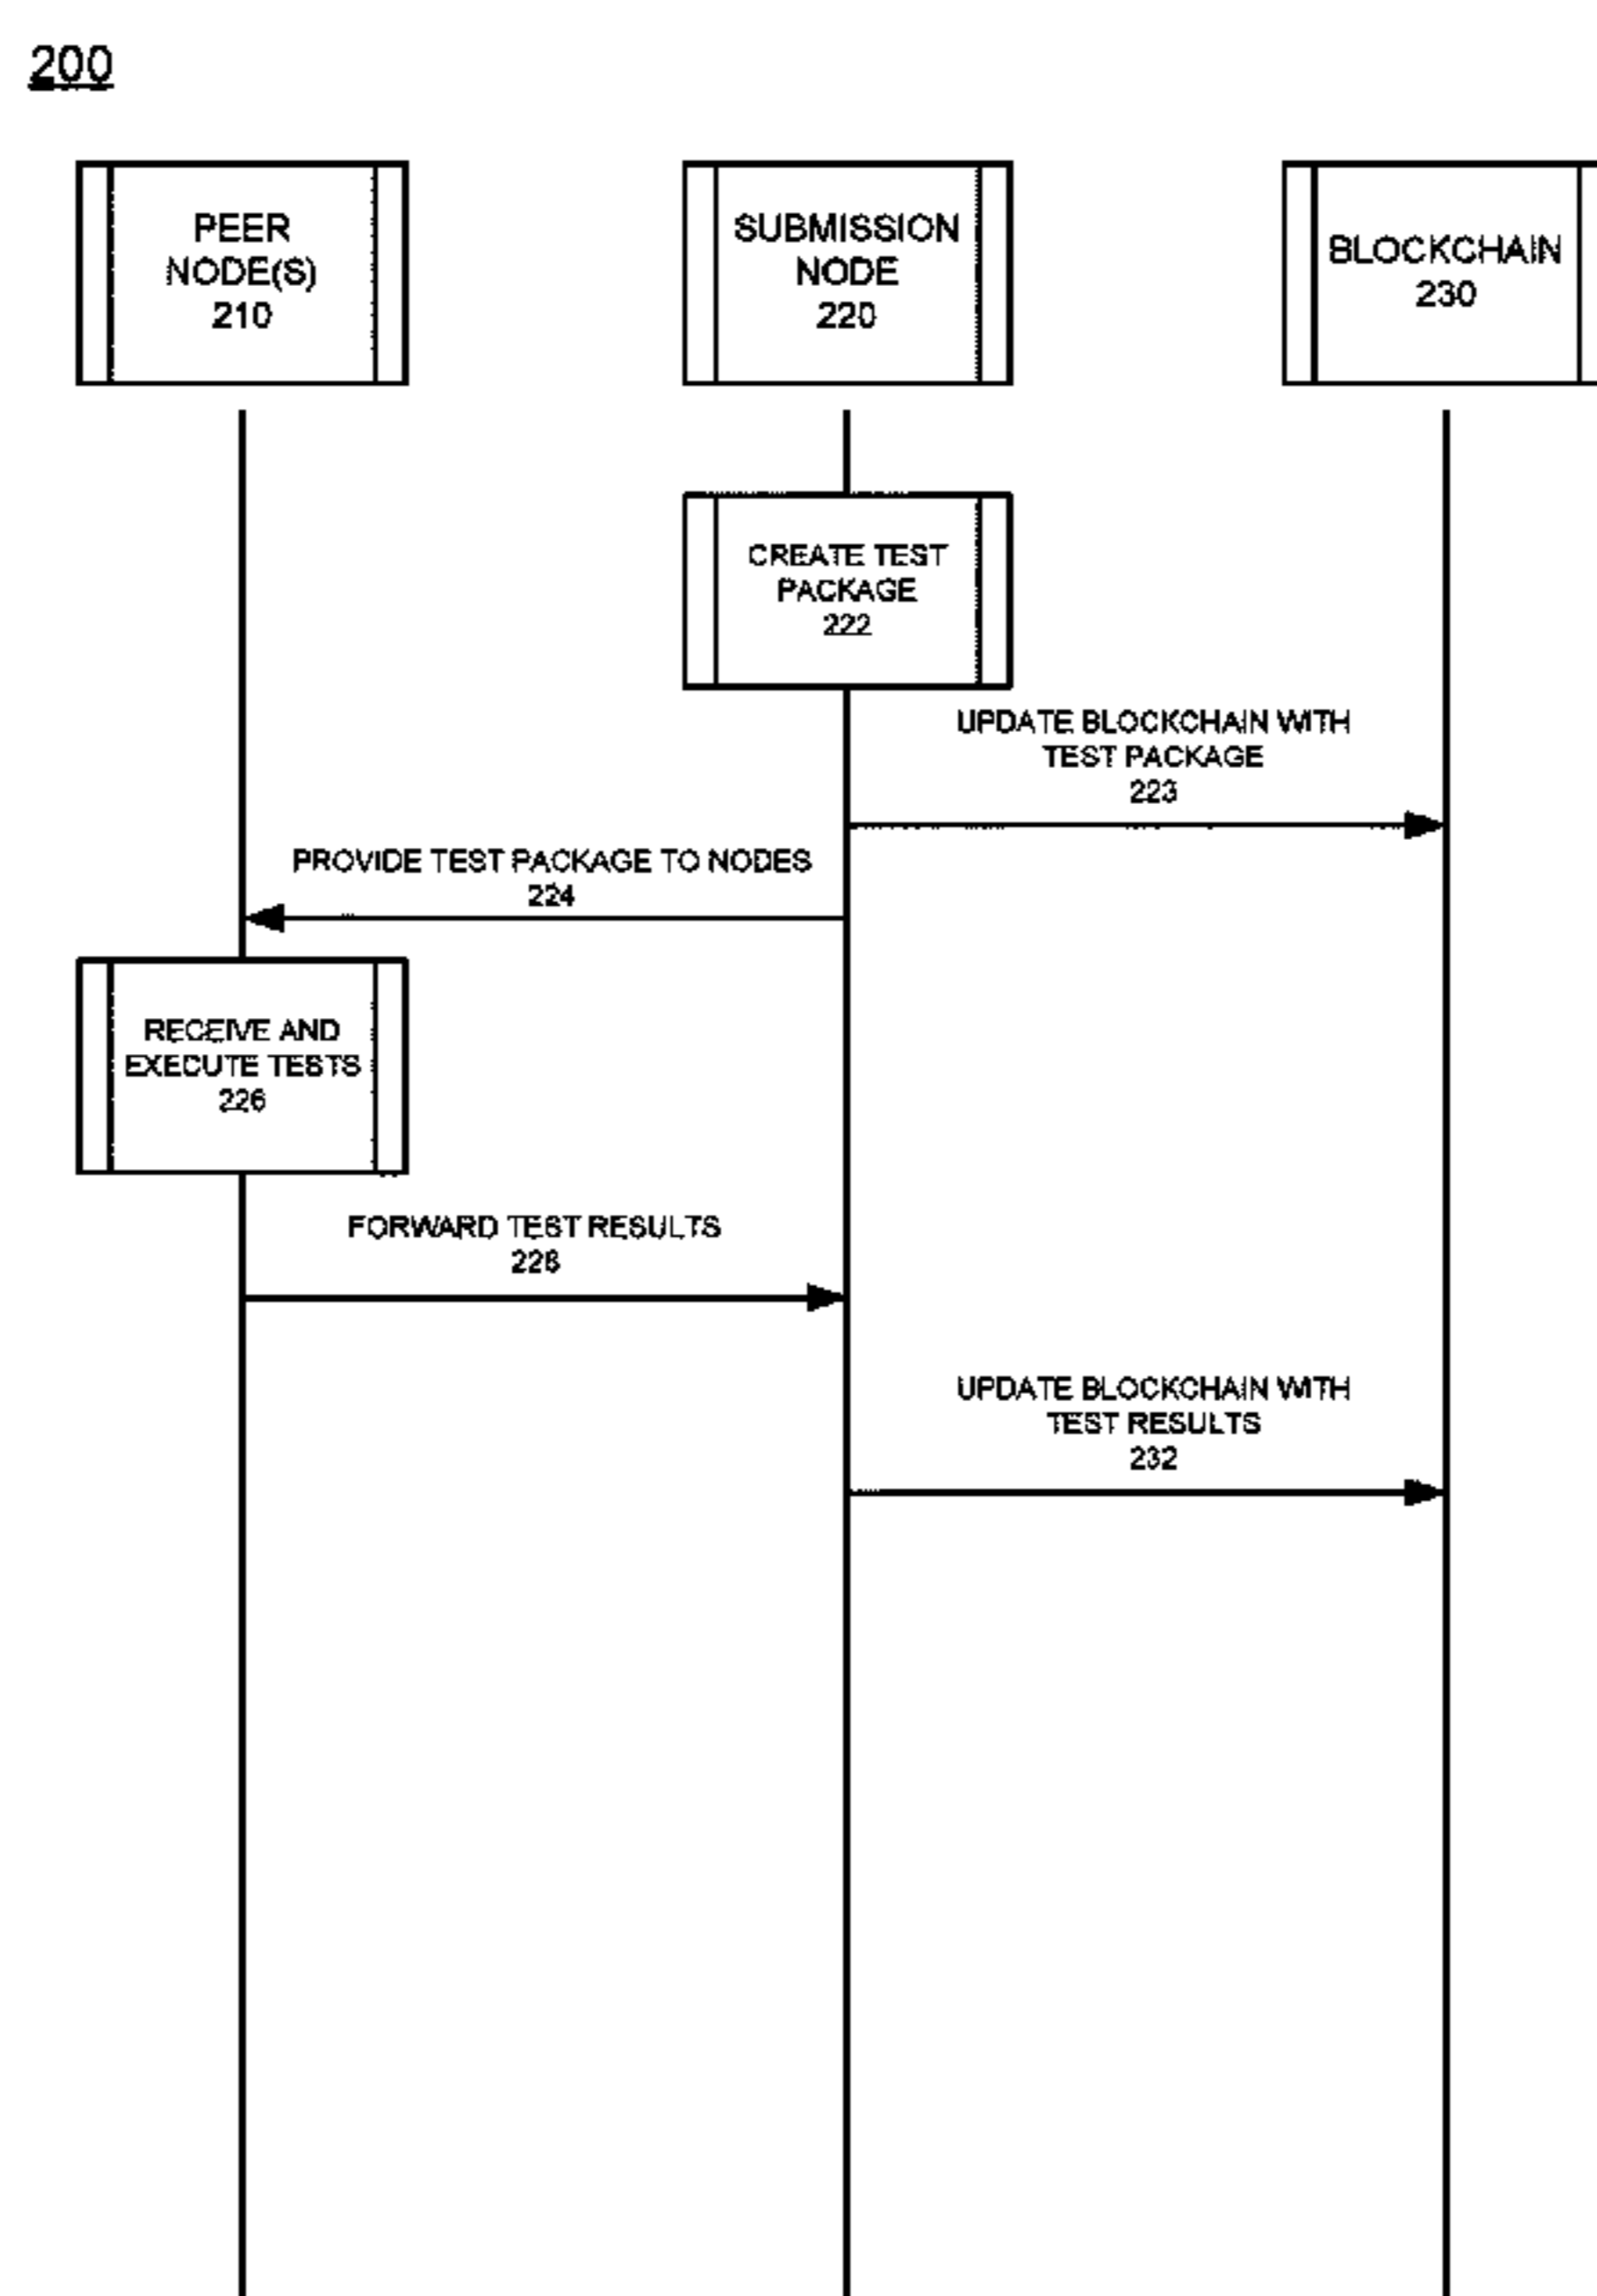 200
PEER
NODE(S)
210
SUBMISSION
NODE
220
BLOCKCHAIN
230
CREATE TEST
PACKAGE
222
UPDATE BLOCKCHAIN WITH
TEST PACKAGE
223
PROVIDE TEST PACKAGE TO NODES
224
RECEIVE AND
EXECUTE TESTS
226
FORWARD TEST RESULTS
228
UPDATE BLOCKCHAIN WITH
TEST RESULTS
232